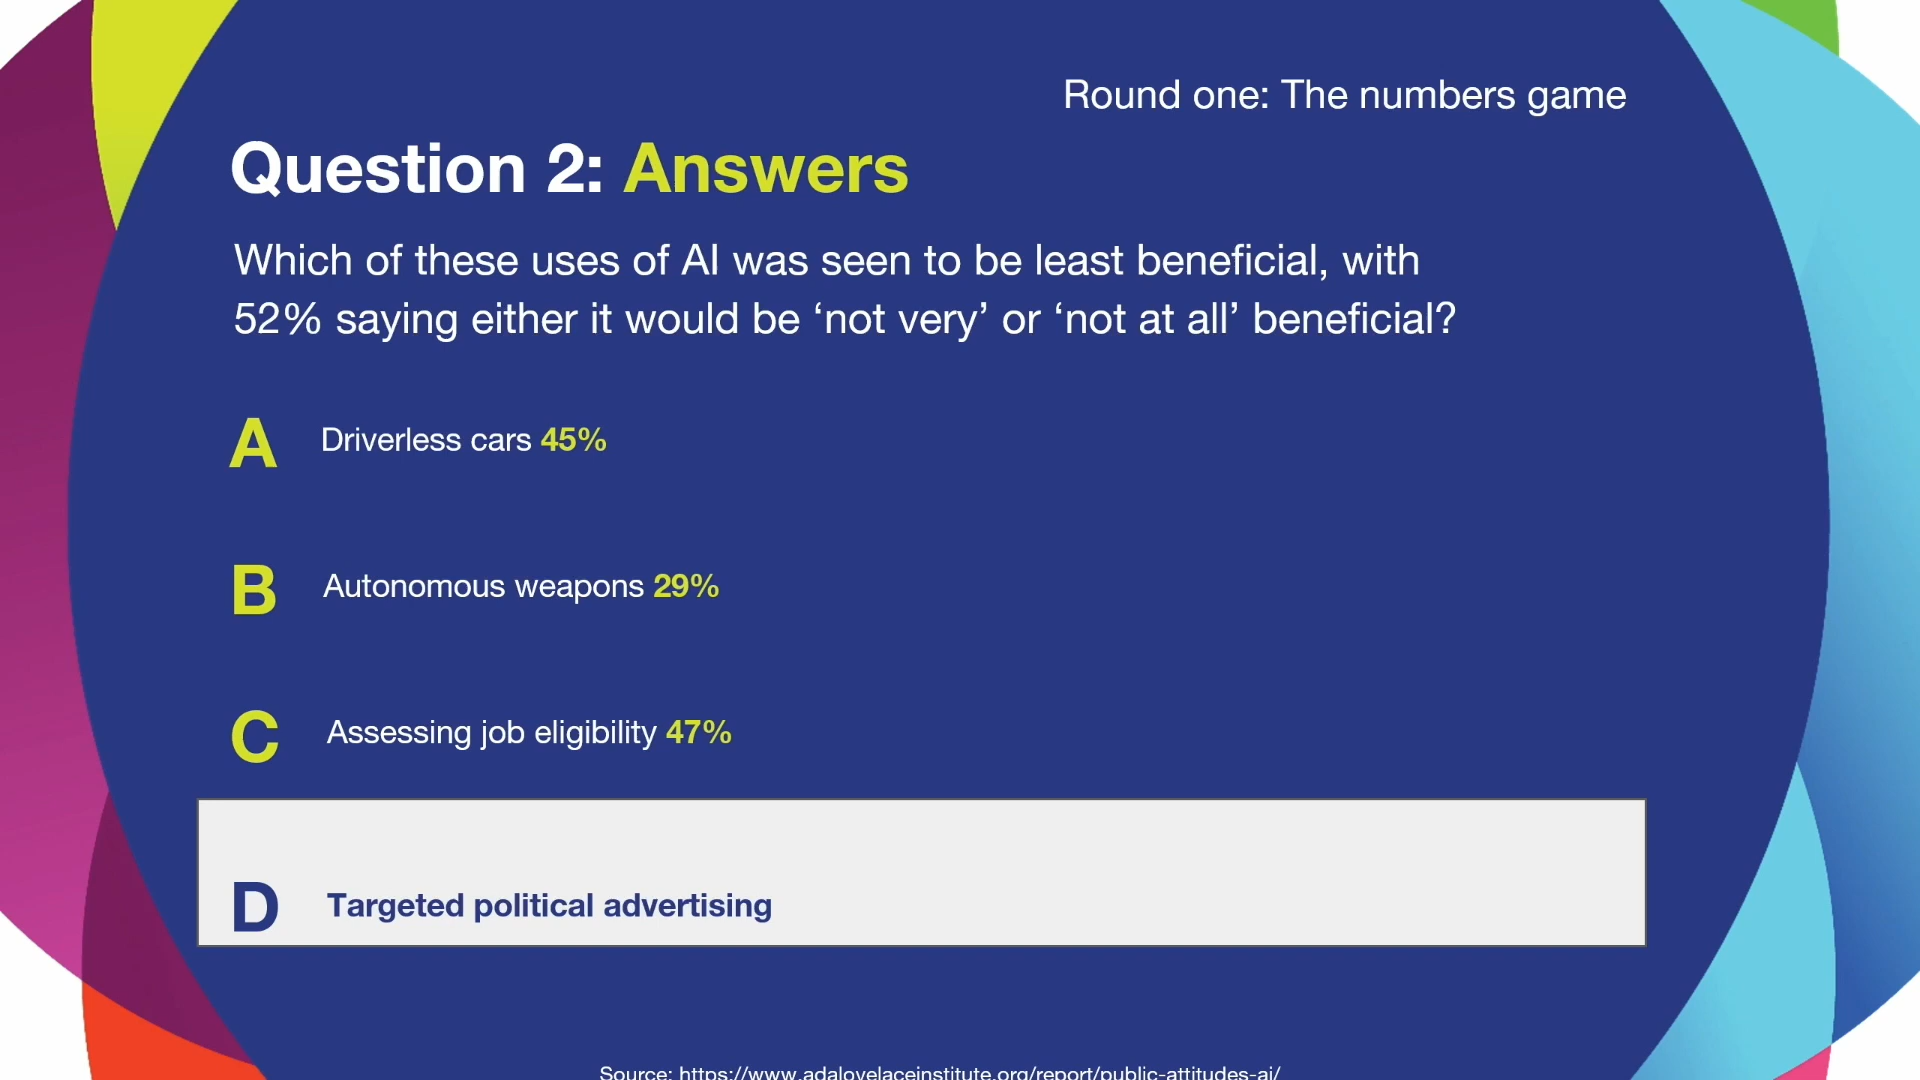 Round one: The numbers game
Question 2: Answers
Which of these uses of AI was seen to be least beneficial, with
52% saying either it would be ‘not very’ or ‘not at all’ beneficial?
A Driverless cars 45%
B Autonomous weapons 29%
C Assessing job eligibility 47%
D Targeted political advertising
Source: https://www.adalovelaceinstitute.org/report/public-attitudes-ai/